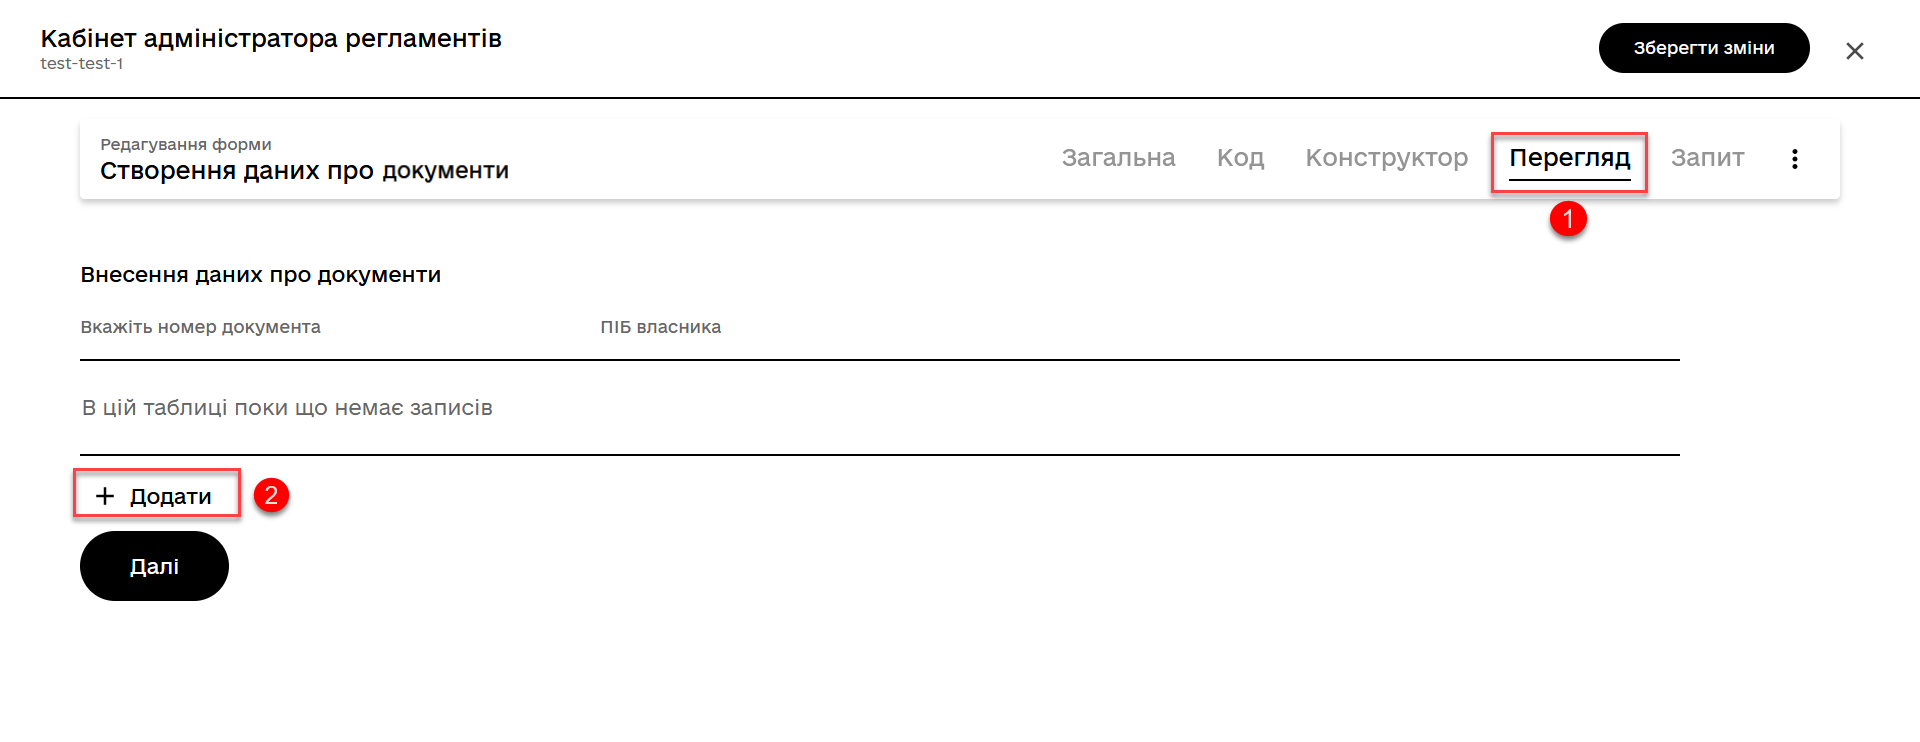 Кабінет адміністратора регламентів
test-test-1
Зберегти зміни
Редагування форми
Створення даних про документи
Загальна Код Конструктор Перегляд Запит
1
Внесення даних про документи
Вкажіть номер документа ПІБ власника
В цій таблиці поки що немає записів
+ Додати
2
Далі